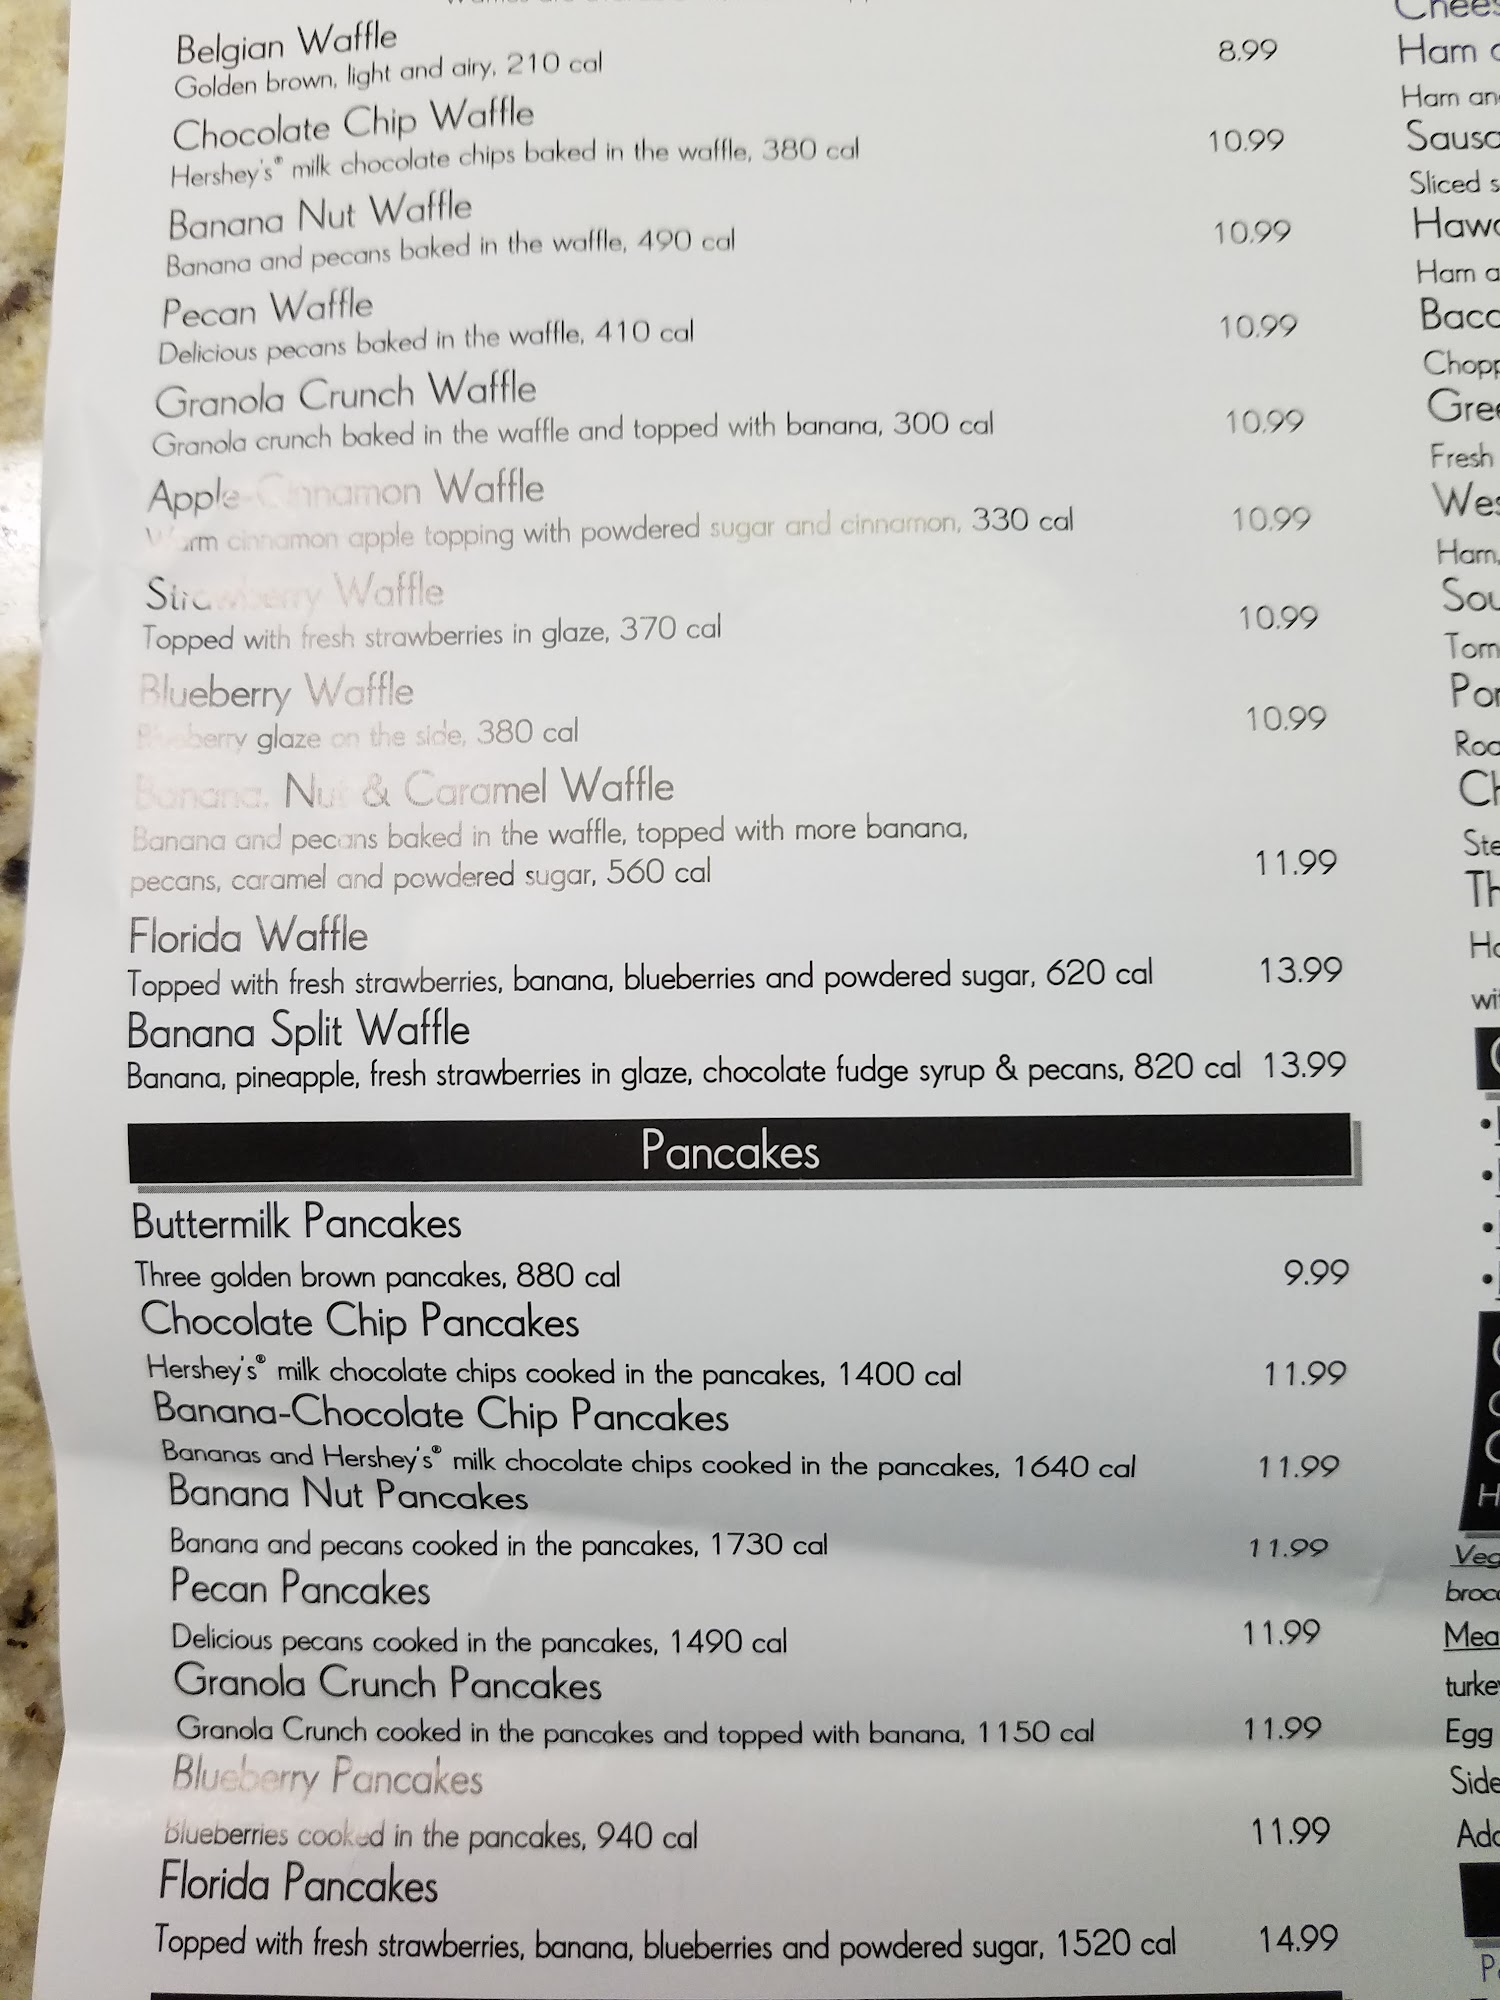 Belgian Waffle
Golden brown, light and airy, 210 cal 8.99
Chocolate Chip Waffle
Hershey's® milk chocolate chips baked in the waffle, 380 cal 10.99
Banana Nut Waffle
Banana and pecans baked in the waffle, 490 cal 10.99
Pecan Waffle
Delicious pecans baked in the waffle, 410 cal 10.99
Granola Crunch Waffle
Granola crunch baked in the waffle and topped with banana, 300 cal 10.99
Apple-Cinnamon Waffle
Warm cinnamon apple topping with powdered sugar and cinnamon, 330 cal 10.99
Strawberry Waffle
Topped with fresh strawberries in glaze, 370 cal 10.99
Blueberry Waffle
Blueberry glaze on the side, 380 cal 10.99
Banana, Nut & Caramel Waffle
Banana and pecans baked in the waffle, topped with more banana,
pecans, caramel and powdered sugar, 560 cal 11.99
Florida Waffle
Topped with fresh strawberries, banana, blueberries and powdered sugar, 620 cal 13.99
Banana Split Waffle
Banana, pineapple, fresh strawberries in glaze, chocolate fudge syrup & pecans, 820 cal 13.99
Pancakes
Buttermilk Pancakes
Three golden brown pancakes, 880 cal 9.99
Chocolate Chip Pancakes
Hershey's® milk chocolate chips cooked in the pancakes, 1400 cal 11.99
Banana-Chocolate Chip Pancakes
Bananas and Hershey's® milk chocolate chips cooked in the pancakes, 1640 cal 11.99
Banana Nut Pancakes
Banana and pecans cooked in the pancakes, 1730 cal 11.99
Pecan Pancakes
Delicious pecans cooked in the pancakes, 1490 cal 11.99
Granola Crunch Pancakes
Granola Crunch cooked in the pancakes and topped with banana, 1150 cal 11.99
Blueberry Pancakes
Blueberries cooked in the pancakes, 940 cal 11.99
Florida Pancakes
Topped with fresh strawberries, banana, blueberries and powdered sugar, 1520 cal 14.99
Ham
Ham
Sliced
Ham
Fresh
Ham,
Egg